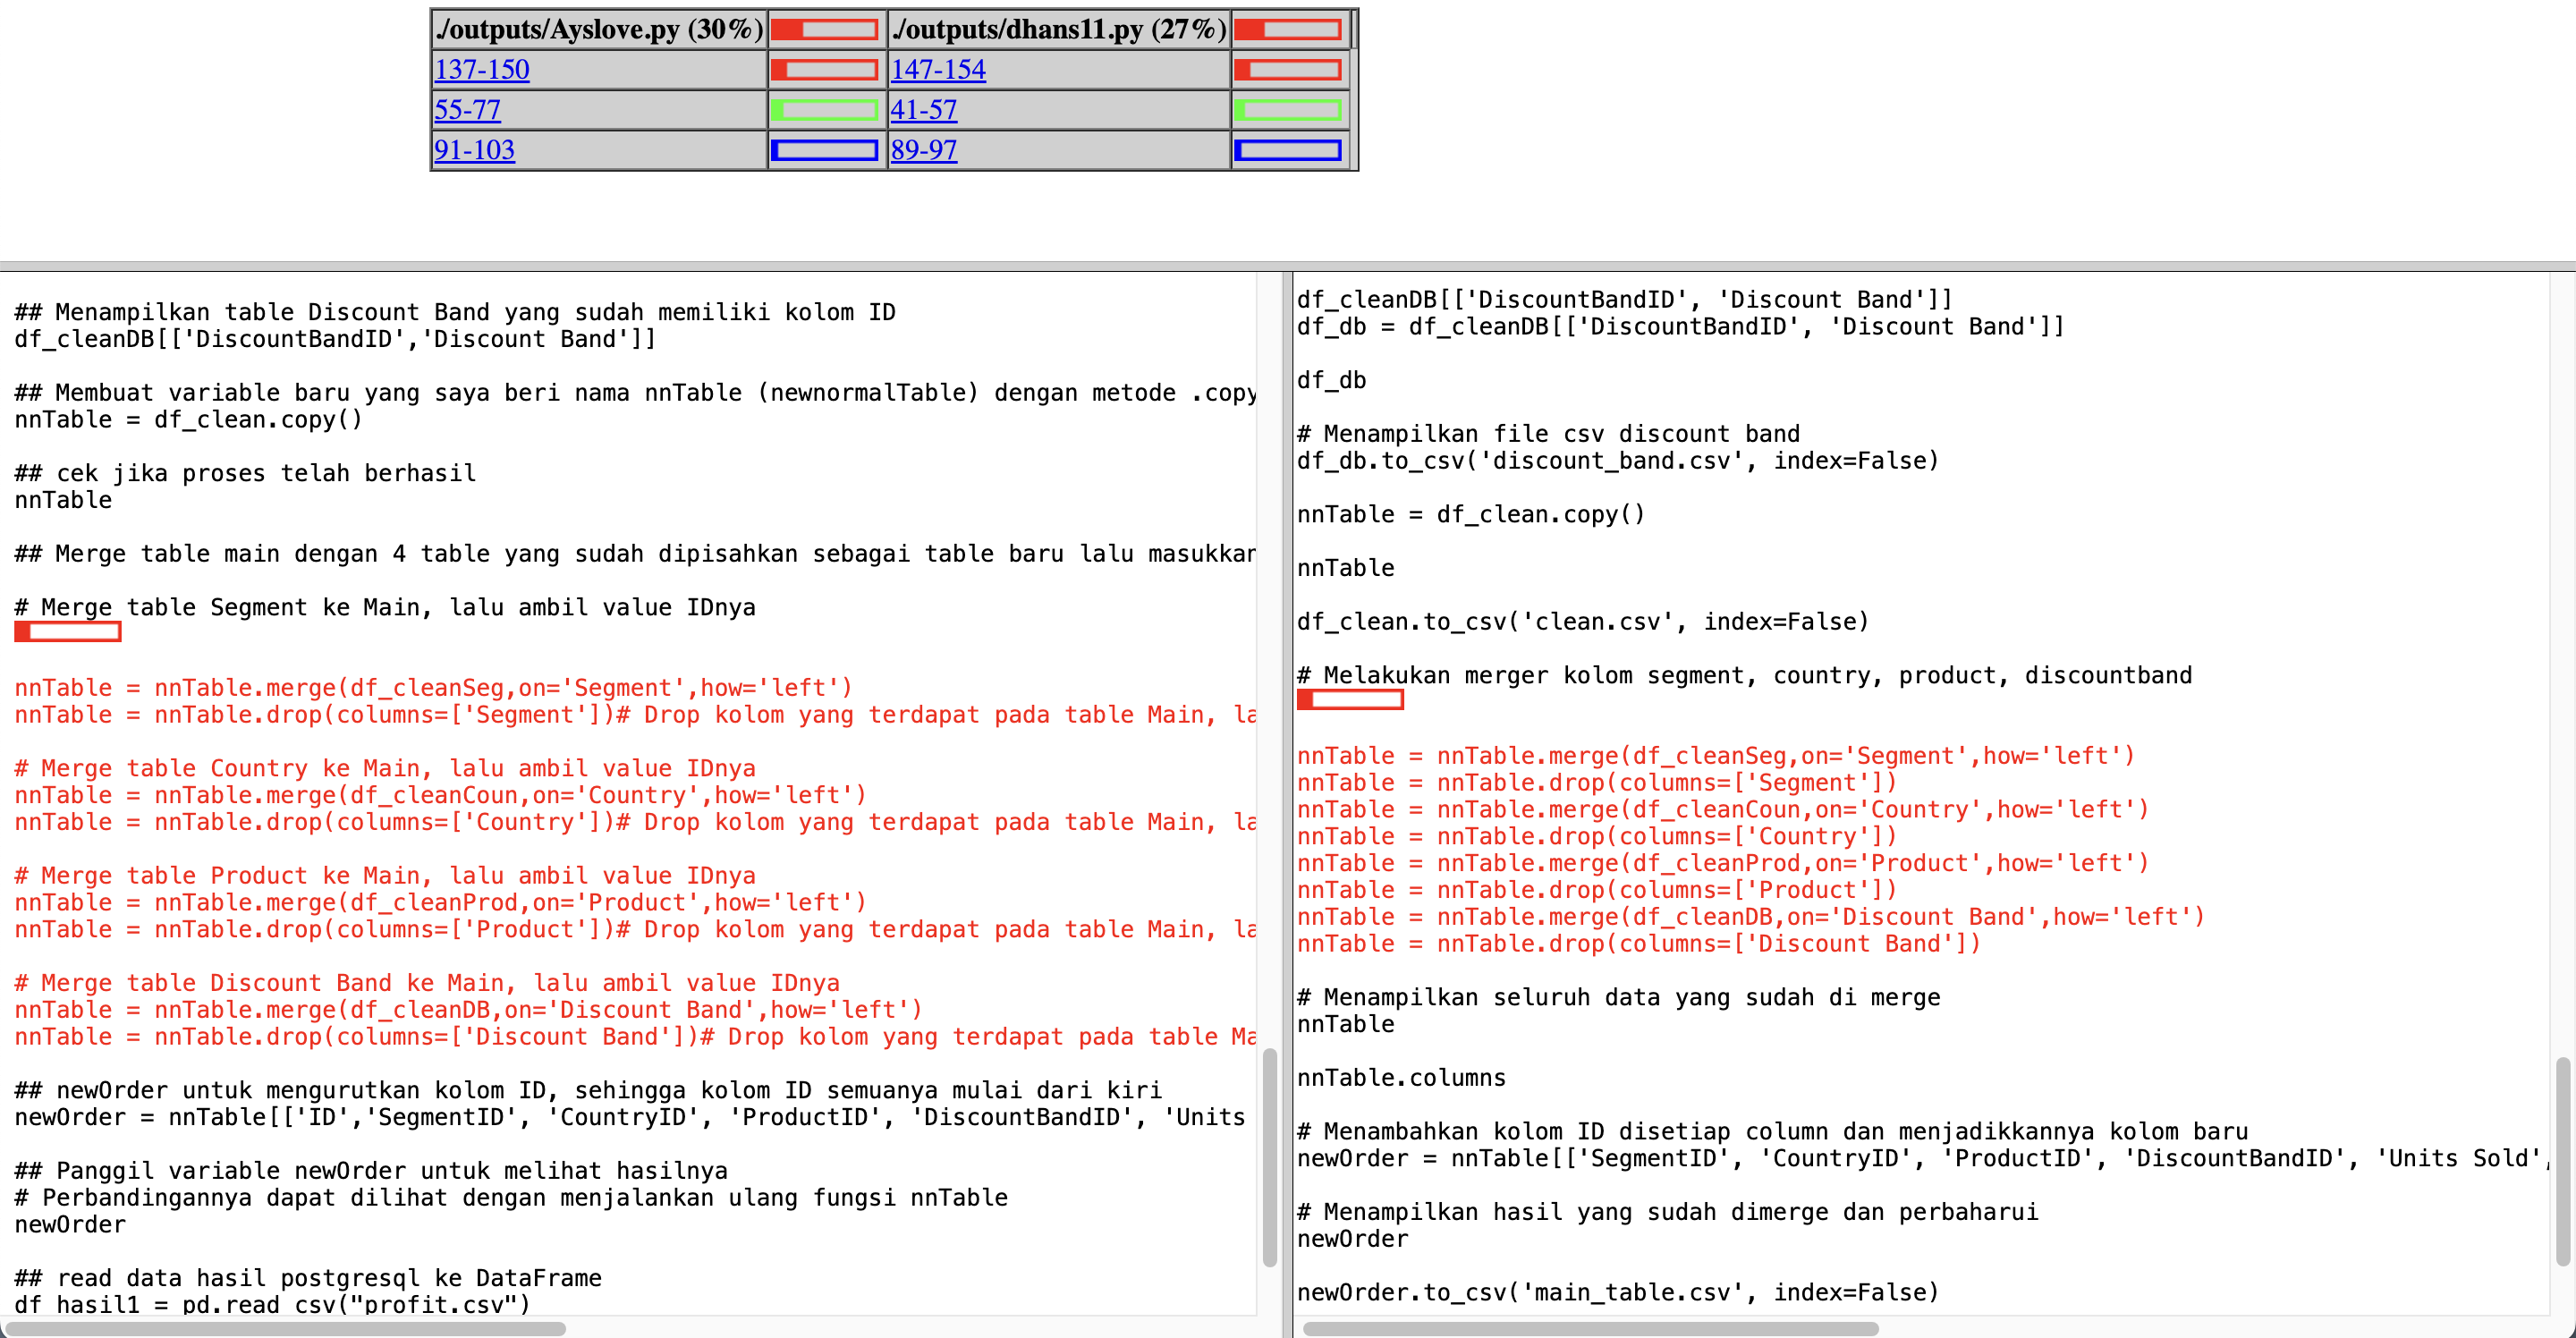 ./outputs/Ayslove.py (30%) ./outputs/dhans11.py (27%)
137-150 147-154
55-77 41-57
91-103 89-97
## Menampilkan table Discount Band yang sudah memiliki kolom ID
df_cleanDB[['DiscountBandID','Discount Band']]
## Membuat variable baru yang saya beri nama nnTable (newnormalTable) dengan metode .copy
nnTable = df_clean.copy()
## cek jika proses telah berhasil
nnTable
## Merge table main dengan 4 table yang sudah dipisahkan sebagai table baru lalu masukkan
# Merge table Segment ke Main, lalu ambil value IDnya
nnTable = nnTable.merge(df_cleanSeg,on='Segment',how='left')
nnTable = nnTable.drop(columns=['Segment'])# Drop kolom yang terdapat pada table Main, la
# Merge table Country ke Main, lalu ambil value IDnya
nnTable = nnTable.merge(df_cleanCoun,on='Country',how='left')
nnTable = nnTable.drop(columns=['Country'])# Drop kolom yang terdapat pada table Main, la
# Merge table Product ke Main, lalu ambil value IDnya
nnTable = nnTable.merge(df_cleanProd,on='Product',how='left')
nnTable = nnTable.drop(columns=['Product'])# Drop kolom yang terdapat pada table Main, la
# Merge table Discount Band ke Main, lalu ambil value IDnya
nnTable = nnTable.merge(df_cleanDB,on='Discount Band',how='left')
nnTable = nnTable.drop(columns=['Discount Band'])# Drop kolom yang terdapat pada table Ma
## newOrder untuk mengurutkan kolom ID, sehingga kolom ID semuanya mulai dari kiri
newOrder = nnTable[['ID','SegmentID', 'CountryID', 'ProductID', 'DiscountBandID', 'Units
## Panggil variable newOrder untuk melihat hasilnya
# Perbandingannya dapat dilihat dengan menjalankan ulang fungsi nnTable
newOrder
## read data hasil postgresql ke DataFrame
df_hasil1 = pd.read_csv("profit.csv")
df_cleanDB[['DiscountBandID', 'Discount Band']]
df_db = df_cleanDB[['DiscountBandID', 'Discount Band']]
df_db
# Menampilkan file csv discount band
df_db.to_csv('discount_band.csv', index=False)
nnTable = df_clean.copy()
nnTable
df_clean.to_csv('clean.csv', index=False)
# Melakukan merger kolom segment, country, product, discountband
nnTable = nnTable.merge(df_cleanSeg,on='Segment',how='left')
nnTable = nnTable.drop(columns=['Segment'])
nnTable = nnTable.merge(df_cleanCoun,on='Country',how='left')
nnTable = nnTable.drop(columns=['Country'])
nnTable = nnTable.merge(df_cleanProd,on='Product',how='left')
nnTable = nnTable.drop(columns=['Product'])
nnTable = nnTable.merge(df_cleanDB,on='Discount Band',how='left')
nnTable = nnTable.drop(columns=['Discount Band'])
# Menampilkan seluruh data yang sudah di merge
nnTable
nnTable.columns
# Menambahkan kolom ID disetiap column dan menjadikkannya kolom baru
newOrder = nnTable[['SegmentID', 'CountryID', 'ProductID', 'DiscountBandID', 'Units Sold',
# Menampilkan hasil yang sudah dimerge dan perbaharui
newOrder
newOrder.to_csv('main_table.csv', index=False)